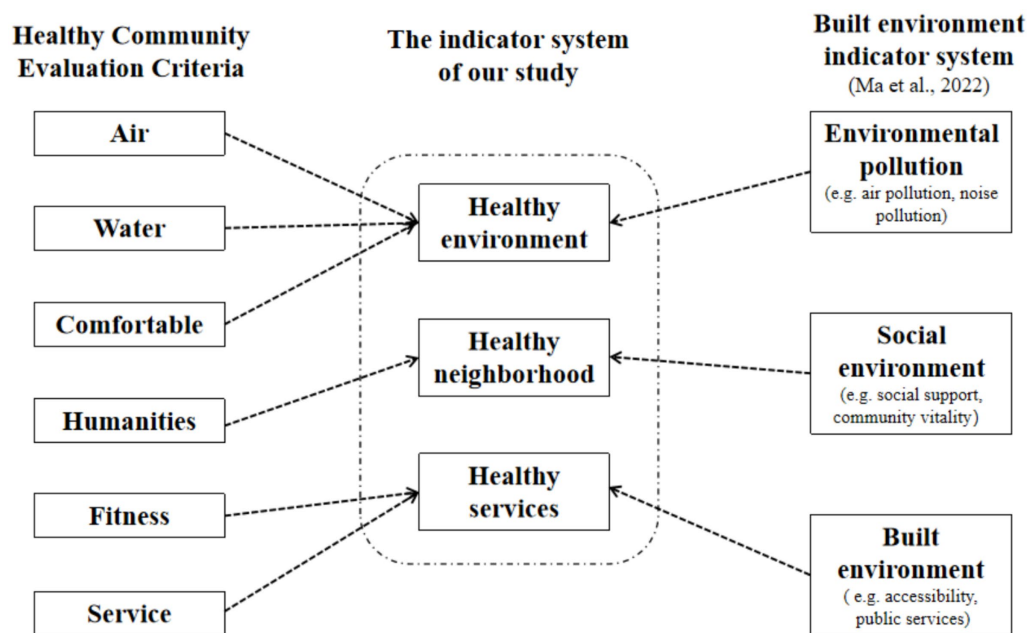 Healthy Community
Evaluation Criteria
Air
Water
Comfortable
Humanities
Fitness
Service
The indicator system
of our study
Healthy
environment
Healthy
neighborhood
Healthy
services
Built environment
indicator system
(Ma et al., 2022)
Environmental
pollution
(e.g. air pollution, noise
pollution)
Social
environment
(e.g. social support,
community vitality)
Built
environment
( e.g. accessibility,
public services)